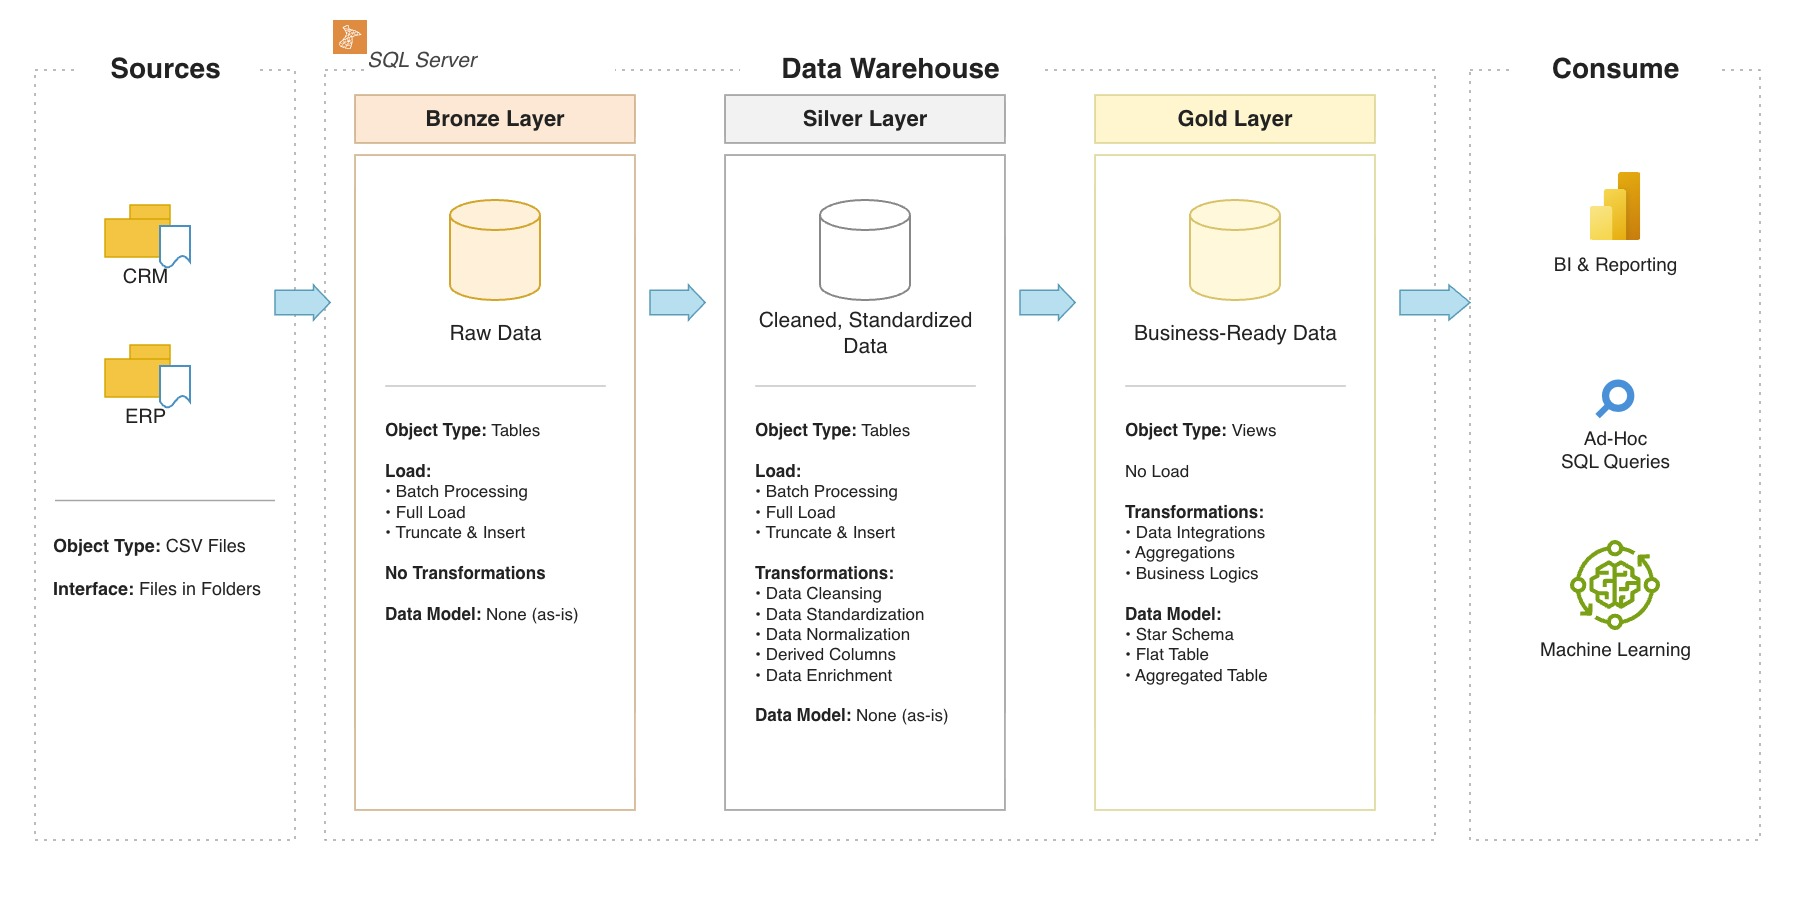 Sources
CRM
ERP
Object Type: CSV Files
Interface: Files in Folders
SQL Server
Data Warehouse
Bronze Layer
Raw Data
Object Type: Tables
Load:
• Batch Processing
• Full Load
• Truncate & Insert
No Transformations
Data Model: None (as-is)
Silver Layer
Cleaned, Standardized
Data
Object Type: Tables
Load:
• Batch Processing
• Full Load
• Truncate & Insert
Transformations:
• Data Cleansing
• Data Standardization
• Data Normalization
• Derived Columns
• Data Enrichment
Data Model: None (as-is)
Gold Layer
Business-Ready Data
Object Type: Views
No Load
Transformations:
• Data Integrations
• Aggregations
• Business Logics
Data Model:
• Star Schema
• Flat Table
• Aggregated Table
Consume
BI & Reporting
Ad-Hoc
SQL Queries
Machine Learning